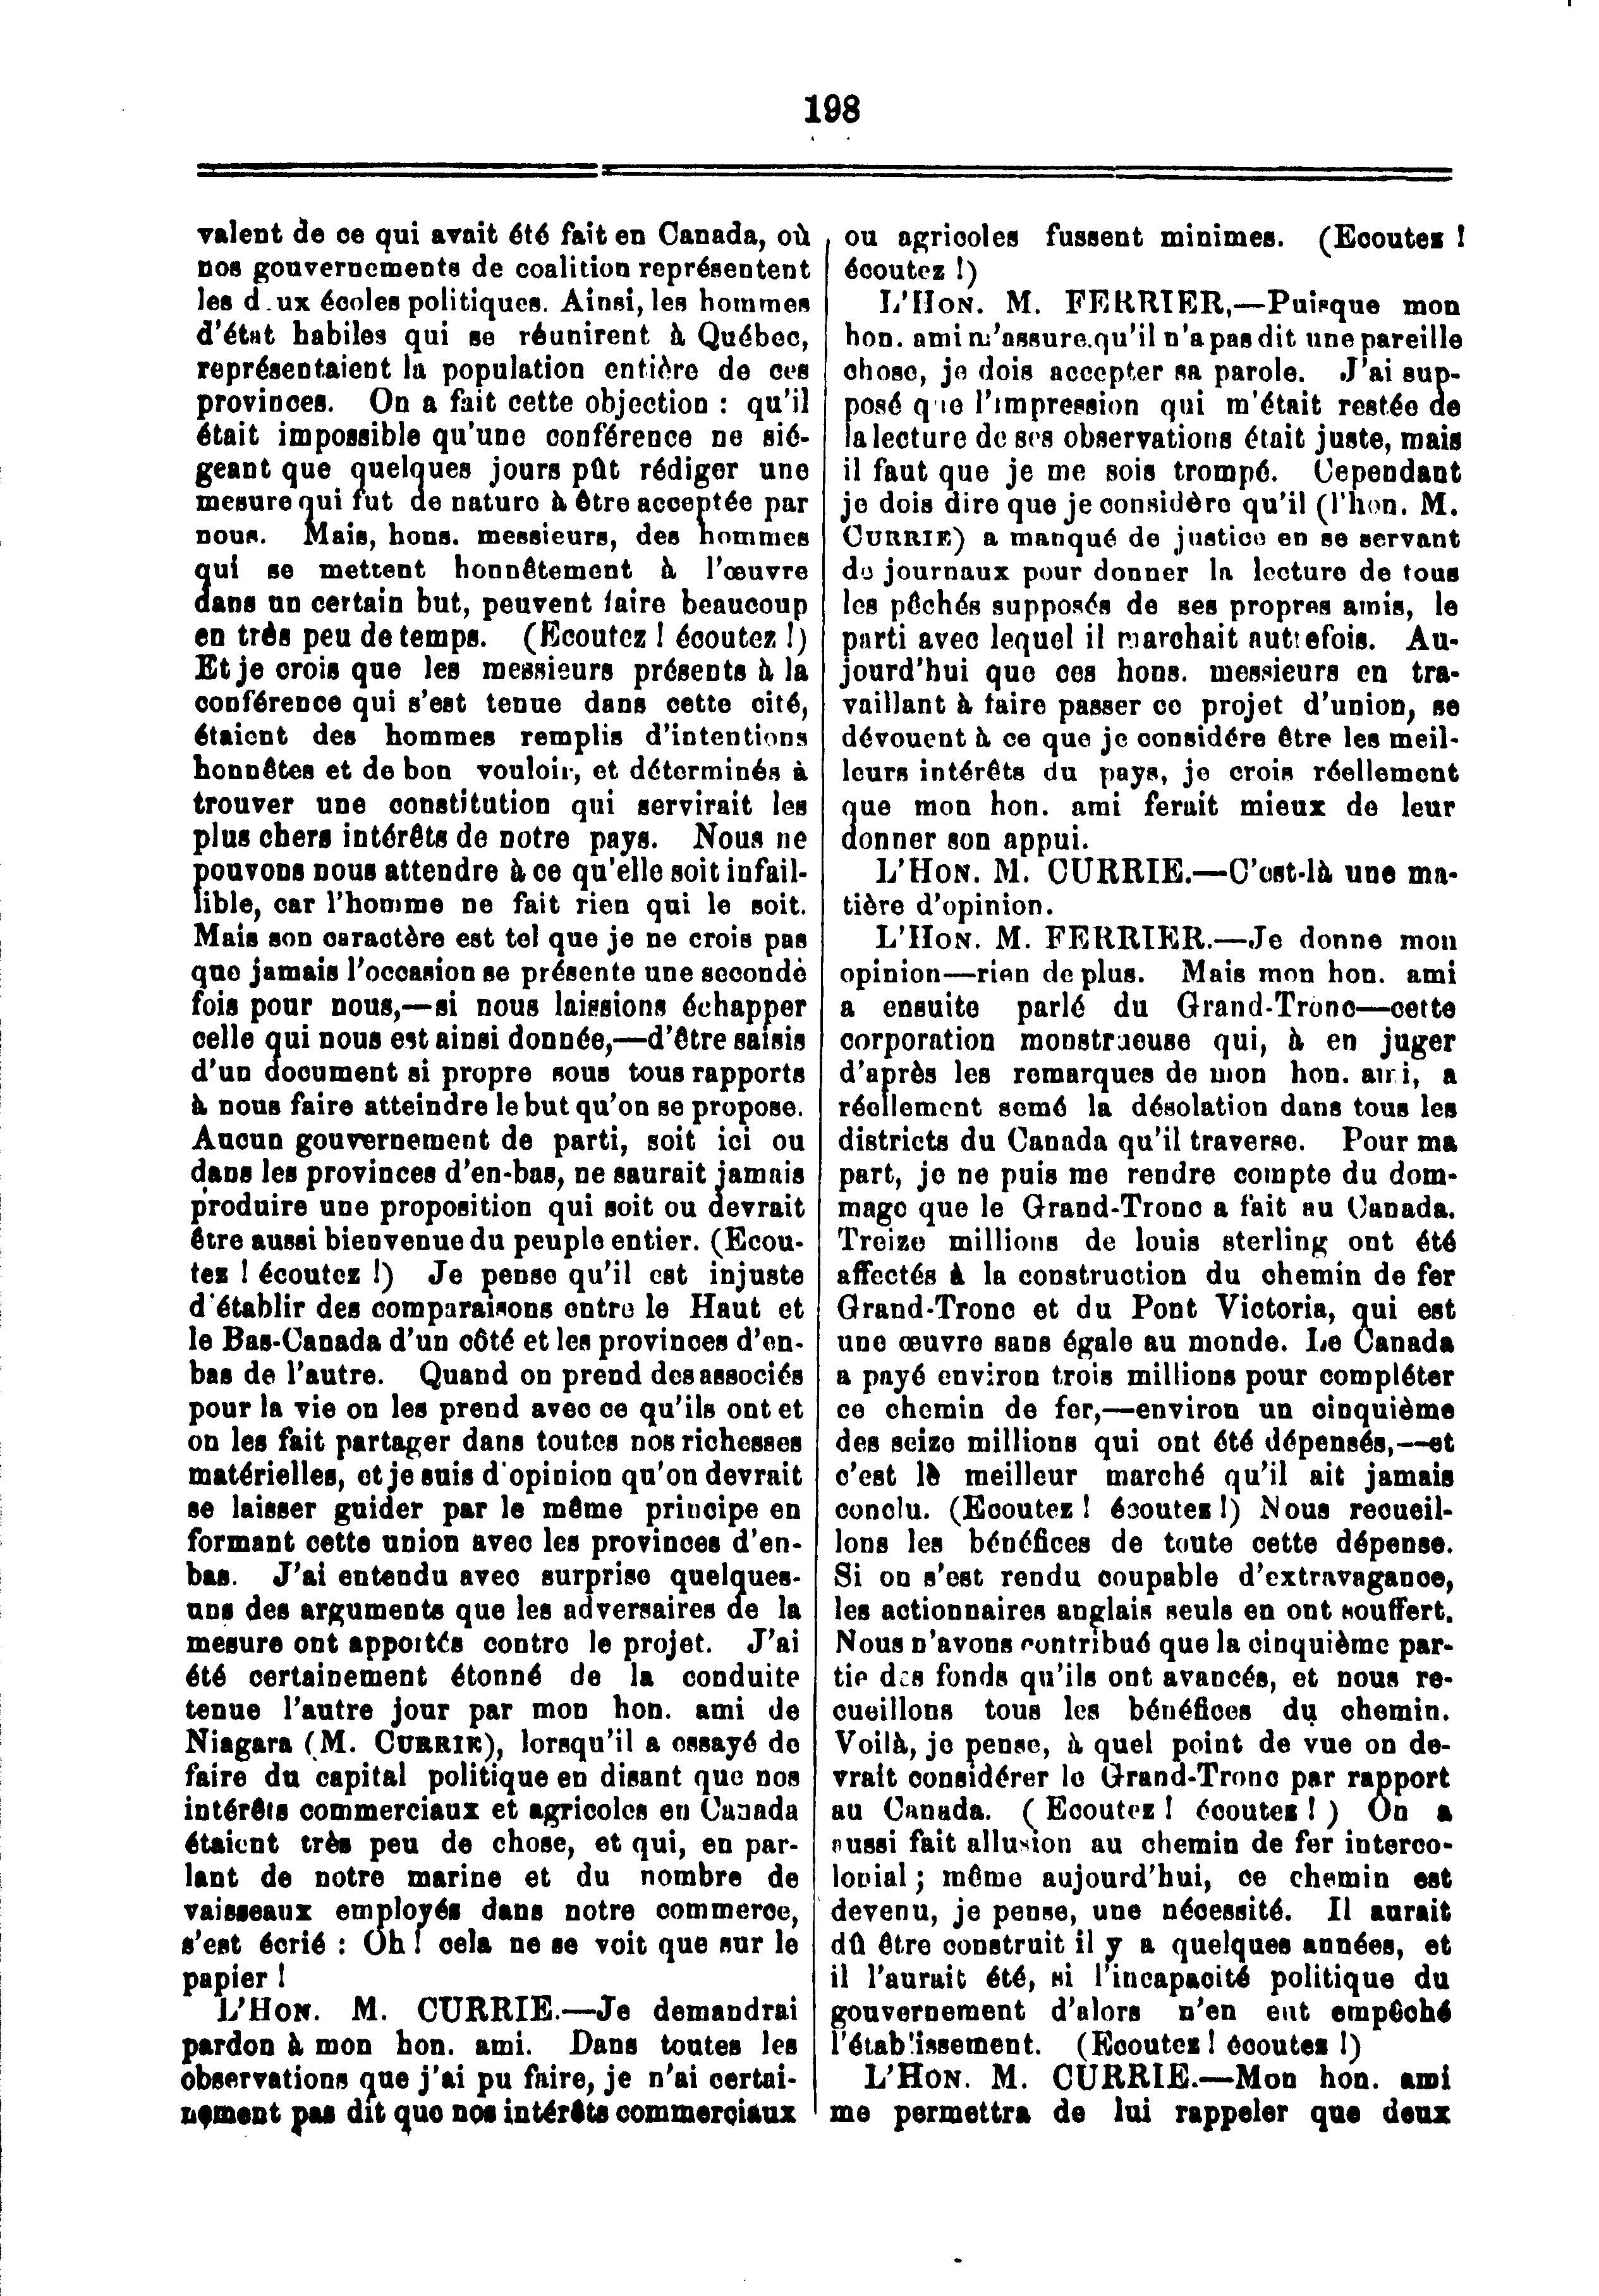 198
valent de ce qui avait été fait en Canada, où
nos gouvernements de coalition représentent
les d.ux écoles politiques. Ainsi, les hommes
d'état habiles qui se réunirent à Québec,
représentaient la population entière de ces
provinces. On a fait cette objection : qu'il
était impossible qu'une conférence ne sié-
geant que quelques jours pût rédiger une
mesure qui fut de nature à être acceptée par
nous. Mais, hons. messieurs, des hommes
qui se mettent honnêtement à l'œuvre
dans un certain but, peuvent faire beaucoup
en très peu de temps. (Ecoutez ! écoutez !)
Et je crois que les messieurs présents à la
conférence qui s'est tenue dans cette cité,
étaient des hommes remplis d'intentions
honnêtes et de bon vouloir, et déterminés à
trouver une constitution qui servirait les
plus chers intérêts de notre pays. Nous ne
pouvons nous attendre à ce qu'elle soit infail-
lible, car l'homme ne fait rien qui le soit.
Mais son caractère est tel que je ne crois pas
que jamais l'occasion se présente une seconde
fois pour nous,—si nous laissions échapper
celle qui nous est ainsi donnée,—d'être saisis
d'un document si propre sous tous rapports
à nous faire atteindre le but qu'on se propose.
Aucun gouvernement de parti, soit ici ou
dans les provinces d'en-bas, ne saurait jamais
produire une proposition qui soit ou devrait
être aussi bienvenue du peuple entier. (Ecou-
tez ! écoutez !) Je pense qu'il est injuste
d'établir des comparaisons entre le Haut et
le Bas-Canada d'un côté et les provinces d'en-
bas de l'autre. Quand on prend des associés
pour la vie on les prend avec ce qu'ils ont et
on les fait partager dans toutes nos richesses
matérielles, et je suis d'opinion qu'on devrait
se laisser guider par le même principe en
formant cette union avec les provinces d'en-
bas. J'ai entendu avec surprise quelques-
uns des arguments que les adversaires de la
mesure ont apportés contre le projet. J'ai
été certainement étonné de la conduite
tenue l'autre jour par mon hon. ami de
Niagara (M. CURRIE), lorsqu'il a essayé de
faire du capital politique en disant que nos
intérêts commerciaux et agricoles en Canada
étaient très peu de chose, et qui, en par-
lant de notre marine et du nombre de
vaisseaux employés dans notre commerce,
s'est écrié : Oh ! cela ne se voit que sur le
papier !
L'HON. M. CURRIE.—Je demandrai
pardon à mon hon. ami. Dans toutes les
observations que j'ai pu faire, je n'ai certai-
nement pas dit que nos intérêts commerciaux
ou agricoles fussent minimes. (Ecoutez !
écoutez !)
L'HON. M. FERRIER,—Puisque mon
hon. ami m'assure qu'il n'a pas dit une pareille
chose, je dois accepter sa parole. J'ai sup-
posé que l'impression qui m'était restée de
la lecture de ses observations était juste, mais
il faut que je me sois trompé. Cependant
je dois dire que je considère qu'il (l'hon. M.
CURRIE) a manqué de justice en se servant
de journaux pour donner la lecture de tous
les pêchés supposés de ses propres amis, le
parti avec lequel il marchait autrefois. Au-
jourd'hui que ces hons. messieurs en tra-
vaillant à faire passer ce projet d'union, se
dévouent à ce que je considére être les meil-
leurs intérêts du pays, je crois réellement
que mon hon. ami ferait mieux de leur
donner son appui.
L'HON. M. CURRIE.—C'est-là une ma-
tière d'opinion.
L'HON. M. FERRIER.—Je donne mon
opinion—rien de plus. Mais mon hon. ami
a ensuite parlé du Grand-Tronc—cette
corporation monstrueuse qui, à en juger
d'après les remarques de mon hon. ami, a
réellement semé la désolation dans tous les
districts du Canada qu'il traverse. Pour ma
part, je ne puis me rendre compte du dom-
mage que le Grand-Tronc a fait au Canada.
Treize millions de louis sterling ont été
affectés à la construction du chemin de fer
Grand-Tronc et du Pont Victoria, qui est
une œuvre sans égale au monde. Le Canada
a payé environ trois millions pour compléter
ce chemin de fer,—environ un cinquième
des seize millions qui ont été dépensés,—et
c'est lè meilleur marché qu'il ait jamais
conclu. (Ecoutez ! écoutez !) Nous recueil-
lons les bénéfices de toute cette dépense.
Si on s'est rendu coupable d'extravagance,
les actionnaires anglais seuls en ont souffert.
Nous n'avons contribué que la cinquième par-
tie des fonds qu'ils ont avancés, et nous re-
cueillons tous les bénéfices du chemin.
Voilà, je pense, à quel point de vue on de-
vrait considérer le Grand-Tronc par rapport
au Canada. (Ecoutez ! écoutez !) On a
aussi fait allusion au chemin de fer interco-
lonial ; même aujourd'hui, ce chemin est
devenu, je pense, une nécessité. Il aurait
dû être construit il y a quelques années, et
il l'aurait été, si l'incapacité politique du
gouvernement d'alors n'en eut empêché
l'établissement. (Ecoutez ! écoutez !)
L'HON. M. CURRIE.—Mon hon. ami
me permettra de lui rappeler que deux